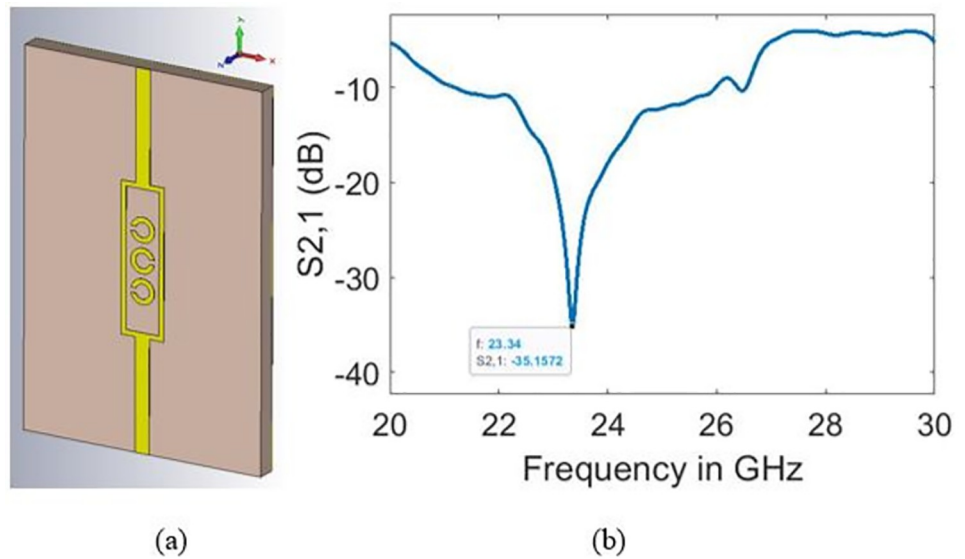 Y
X
Z
S2,1 (dB)
-10
-20
-30
-40
f: 23.34
S2,1: -35.1572
20 22 24 26 28 30
Frequency in GHz
(a) (b)